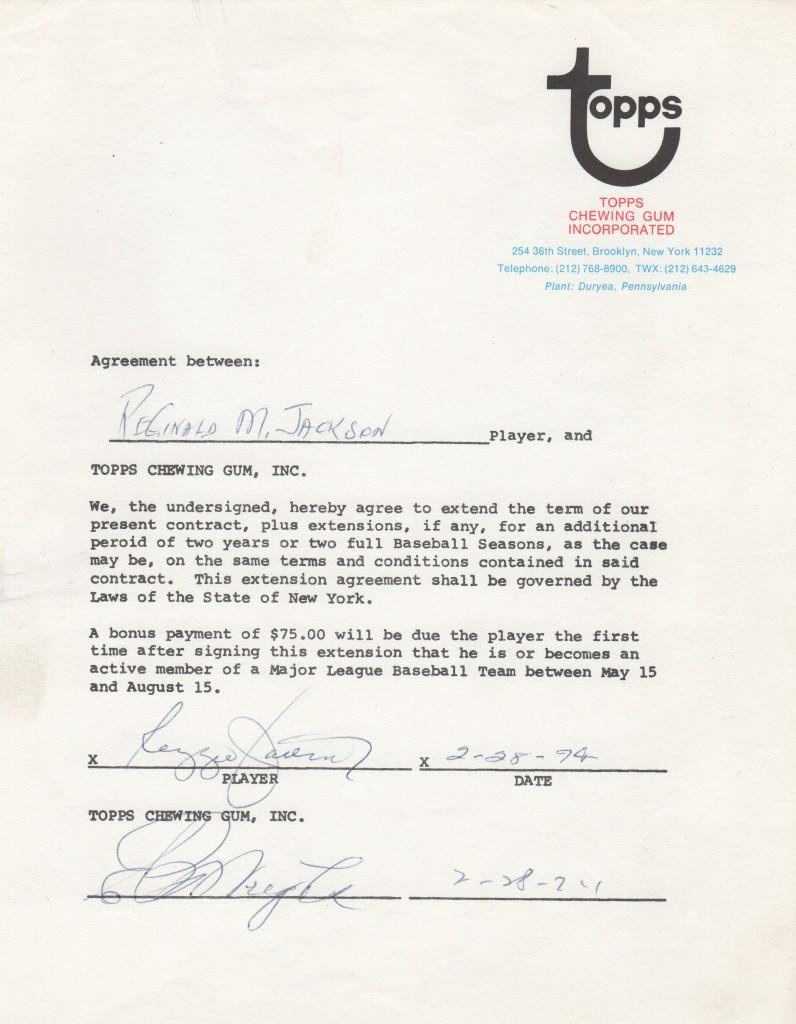 topps
TOPPS
CHEWING GUM
INCORPORATED
254 36th Street, Brooklyn, New York 11232
Telephone: (212) 768-8900, TWX: (212) 643-4629
Plant: Duryea, Pennsylvania
Agreement between:
REGINALD M. JACKSON Player, and
TOPPS CHEWING GUM, INC.
We, the undersigned, hereby agree to extend the term of our
present contract, plus extensions, if any, for an additional
peroid of two years or two full Baseball Seasons, as the case
may be, on the same terms and conditions contained in said
contract. This extension agreement shall be governed by the
Laws of the State of New York.
A bonus payment of $75.00 will be due the player the first
time after signing this extension that he is or becomes an
active member of a Major League Baseball Team between May 15
and August 15.
X Reggie Jackson X 2-28-74
PLAYER DATE
TOPPS CHEWING GUM, INC.
2-28-74